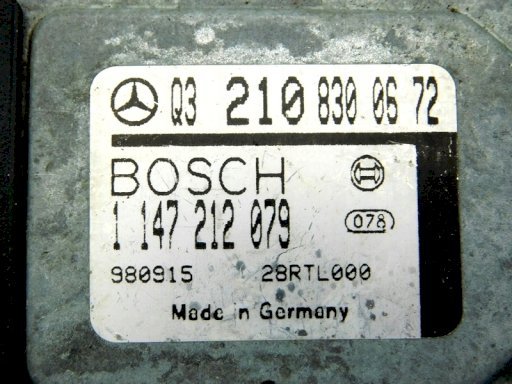 Q3 210 830 06 72
BOSCH
1 147 212 079 078
980915 28RTL000
Made in Germany